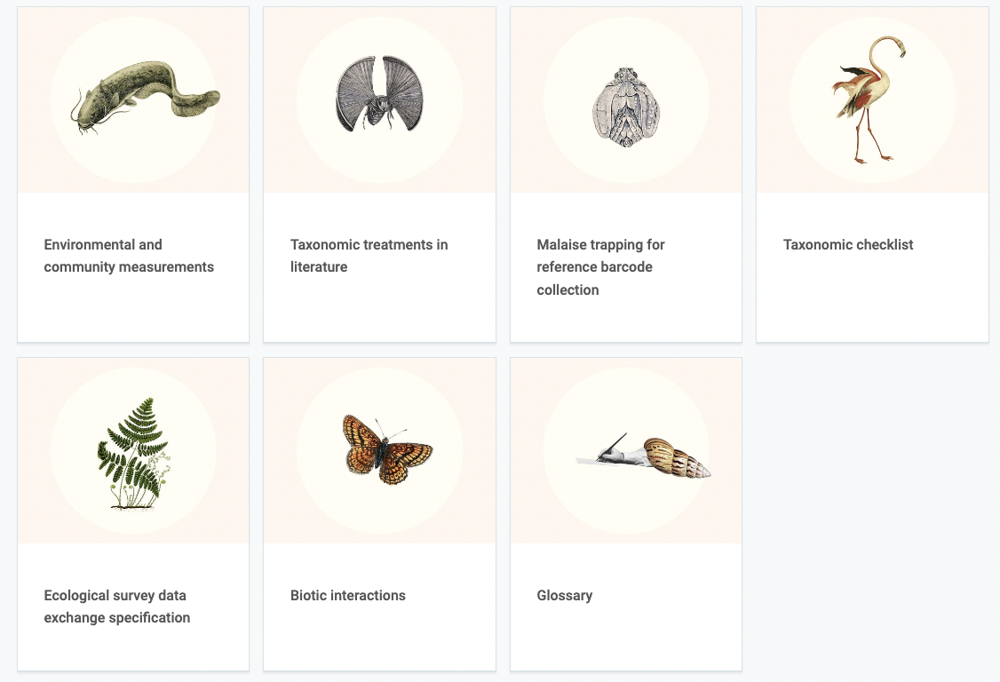 Environmental and
community measurements
Taxonomic treatments in
literature
Malaise trapping for
reference barcode
collection
Taxonomic checklist
Ecological survey data
exchange specification
Biotic interactions
Glossary